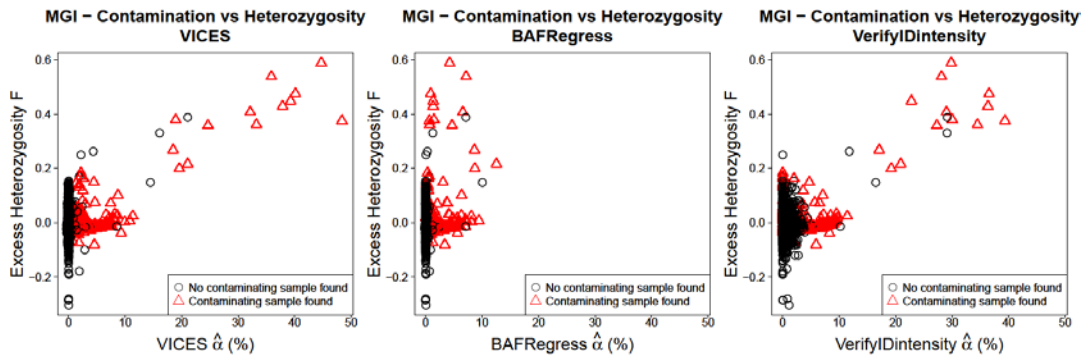 MGI − Contamination vs Heterozygosity
VICES
Excess Heterozygosity F
0.6
0.4
0.2
0.0
−0.2
0 10 20 30 40 50
VICES α̂ (%)
No contaminating sample found
Contaminating sample found
MGI − Contamination vs Heterozygosity
BAFRegress
Excess Heterozygosity F
0.6
0.4
0.2
0.0
−0.2
0 10 20 30 40 50
BAFRegress α̂ (%)
No contaminating sample found
Contaminating sample found
MGI − Contamination vs Heterozygosity
VerifyIDintensity
Excess Heterozygosity F
0.6
0.4
0.2
0.0
−0.2
0 10 20 30 40 50
VerifyIDintensity α̂ (%)
No contaminating sample found
Contaminating sample found